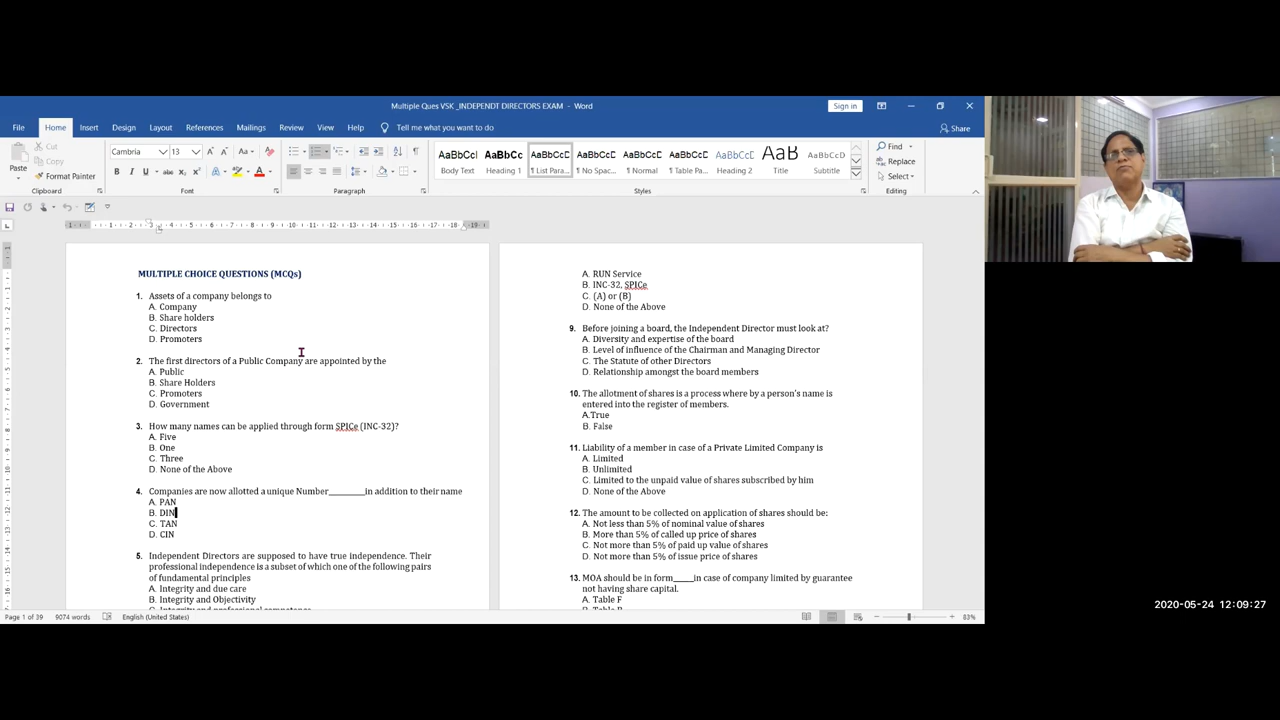 Multiple Ques VSK _INDEPENDT DIRECTORS EXAM - Word
Sign in
File Home Insert Design Layout References Mailings Review View Help Tell me what you want to do
Share
Paste
Cut
Copy
Format Painter
Clipboard
Cambria 13
Font
Paragraph
AaBbCcI Body Text
AaBbCc Heading 1
AaBbCcC ¶ List Para...
AaBbCcC ¶ No Spac...
AaBbCcC ¶ Normal
AaBbCcC ¶ Table Pa...
AaBbCcC Heading 2
AaB Title
AaBbCcD Subtitle
Styles
Find
Replace
Select
Editing
MULTIPLE CHOICE QUESTIONS (MCQs)
1. Assets of a company belongs to
A. Company
B. Share holders
C. Directors
D. Promoters
2. The first directors of a Public Company are appointed by the
A. Public
B. Share Holders
C. Promoters
D. Government
3. How many names can be applied through form SPICe (INC-32)?
A. Five
B. One
C. Three
D. None of the Above
4. Companies are now allotted a unique Number________in addition to their name
A. PAN
B. DIN
C. TAN
D. CIN
5. Independent Directors are supposed to have true independence. Their
professional independence is a subset of which one of the following pairs
of fundamental principles
A. Integrity and due care
B. Integrity and Objectivity
C. Integrity and professional competence
A. RUN Service
B. INC-32, SPICe
C. (A) or (B)
D. None of the Above
9. Before joining a board, the Independent Director must look at?
A. Diversity and expertise of the board
B. Level of influence of the Chairman and Managing Director
C. The Statute of other Directors
D. Relationship amongst the board members
10. The allotment of shares is a process where by a person's name is
entered into the register of members.
A.True
B. False
11. Liability of a member in case of a Private Limited Company is
A. Limited
B. Unlimited
C. Limited to the unpaid value of shares subscribed by him
D. None of the Above
12. The amount to be collected on application of shares should be:
A. Not less than 5% of nominal value of shares
B. More than 5% of called up price of shares
C. Not more than 5% of paid up value of shares
D. Not more than 5% of issue price of shares
13. MOA should be in form_____in case of company limited by guarantee
not having share capital.
A. Table F
B. Table B
Page 1 of 39 9074 words English (United States)
83%
2020-05-24 12:09:27